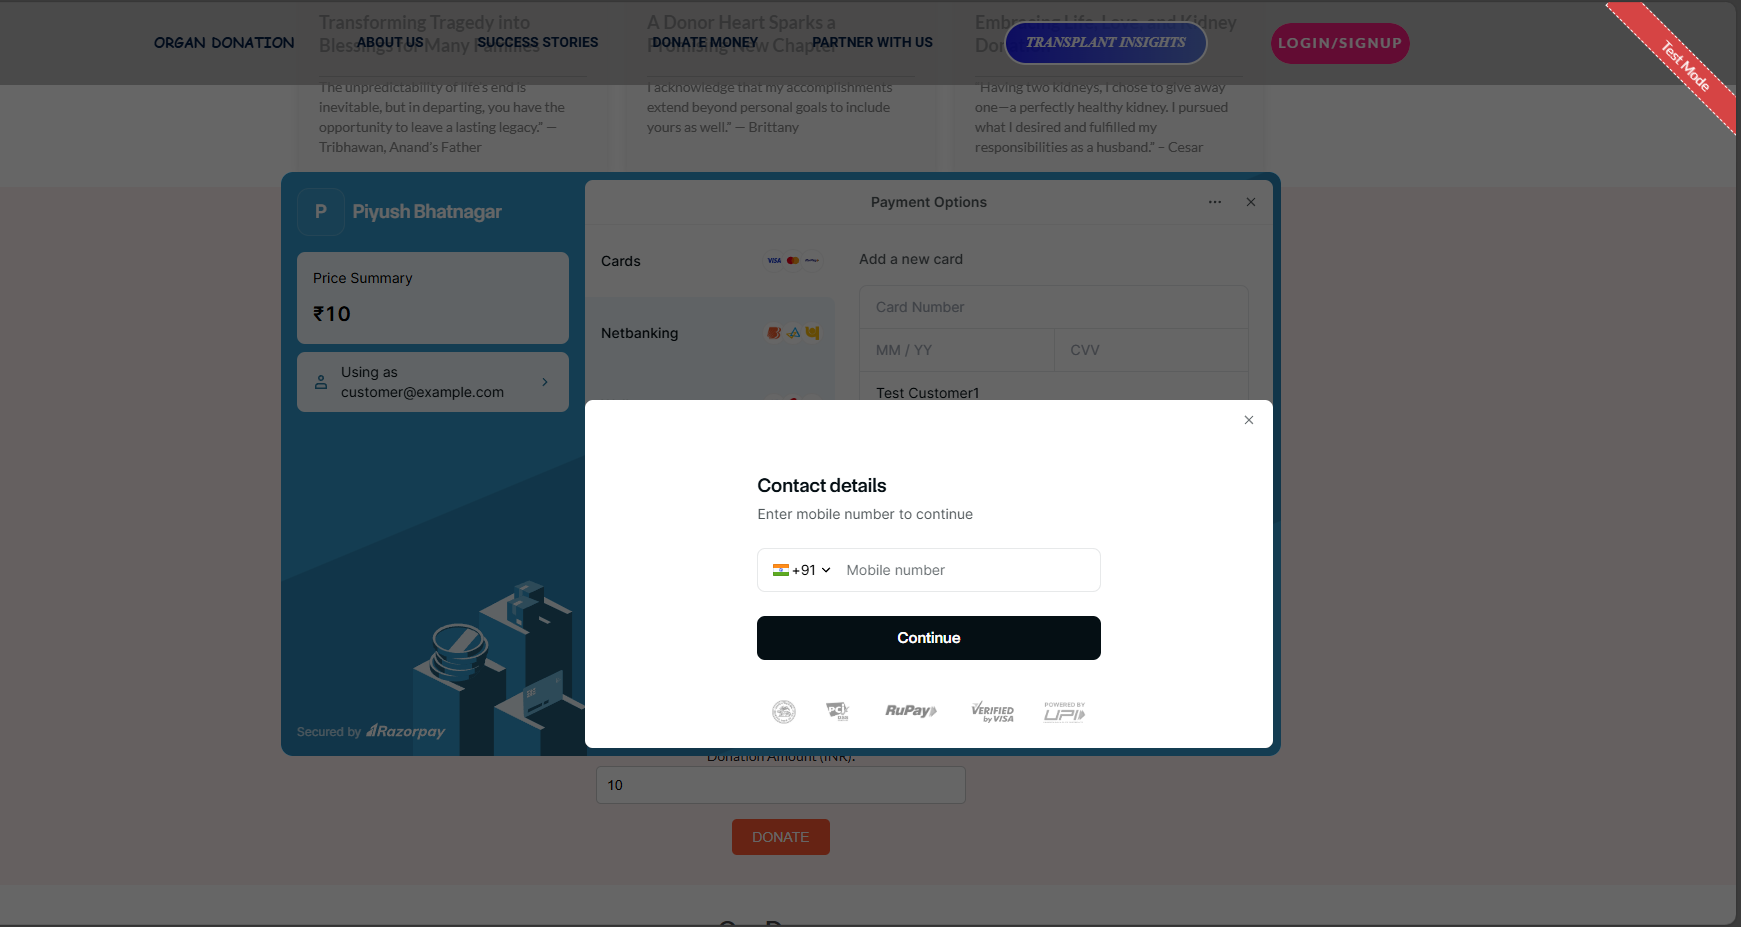 Transforming Tragedy into
Blessings for Many Families
A Donor Heart Sparks a
Promising New Chapter
Embracing Life, Love, and Kidney
ORGAN DONATION
ABOUT US
SUCCESS STORIES
DONATE MONEY
PARTNER WITH US
TRANSPLANT INSIGHTS
LOGIN/SIGNUP
Test Mode
The unpredictability of life's end is
inevitable, but in departing, you have the
opportunity to leave a lasting legacy." —
Tribhawan, Anand's Father
I acknowledge that my accomplishments
extend beyond personal goals to include
yours as well." — Brittany
"Having two kidneys, I chose to give away
one—a perfectly healthy kidney. I pursued
what I desired and fulfilled my
responsibilities as a husband." – Cesar
P
Piyush Bhatnagar
Price Summary
₹10
Using as
customer@example.com
Secured by Razorpay
Payment Options
Cards
VISA
Netbanking
Add a new card
Card Number
MM / YY
CVV
Test Customer1
Contact details
Enter mobile number to continue
+91
Mobile number
Continue
PCI
DSS
RuPay
VERIFIED
by VISA
POWERED BY
UPI
Donation Amount (INR):
10
DONATE